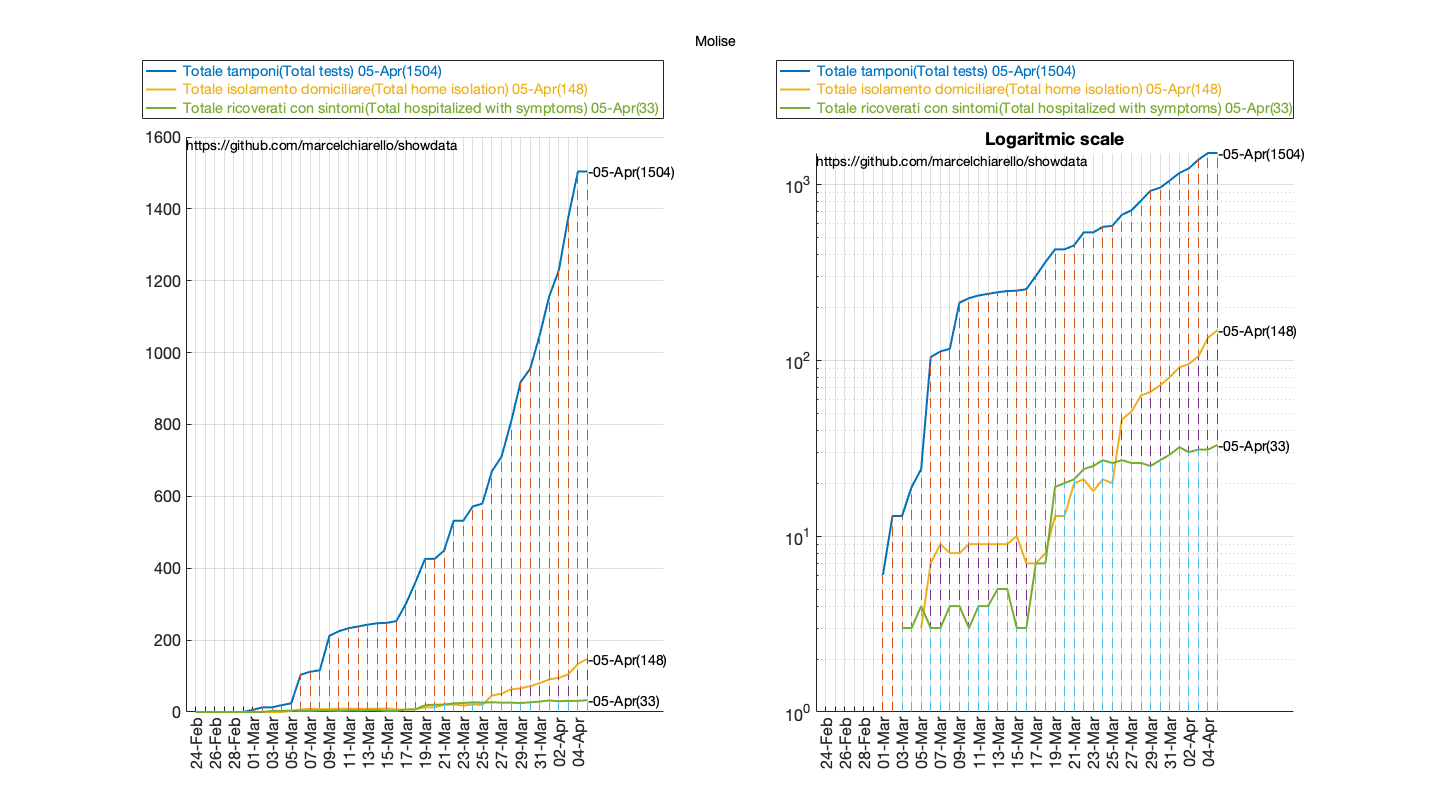 Molise
Totale tamponi(Total tests) 05-Apr(1504)
Totale isolamento domiciliare(Total home isolation) 05-Apr(148)
Totale ricoverati con sintomi(Total hospitalized with symptoms) 05-Apr(33)
1600
1400
1200
1000
800
600
400
200
0
https://github.com/marcelchiarello/showdata
-05-Apr(1504)
-05-Apr(148)
-05-Apr(33)
24-Feb
26-Feb
28-Feb
01-Mar
03-Mar
05-Mar
07-Mar
09-Mar
11-Mar
13-Mar
15-Mar
17-Mar
19-Mar
21-Mar
23-Mar
25-Mar
27-Mar
29-Mar
31-Mar
02-Apr
04-Apr
Totale tamponi(Total tests) 05-Apr(1504)
Totale isolamento domiciliare(Total home isolation) 05-Apr(148)
Totale ricoverati con sintomi(Total hospitalized with symptoms) 05-Apr(33)
Logaritmic scale
https://github.com/marcelchiarello/showdata
10³
10²
10¹
10⁰
-05-Apr(1504)
-05-Apr(148)
-05-Apr(33)
24-Feb
26-Feb
28-Feb
01-Mar
03-Mar
05-Mar
07-Mar
09-Mar
11-Mar
13-Mar
15-Mar
17-Mar
19-Mar
21-Mar
23-Mar
25-Mar
27-Mar
29-Mar
31-Mar
02-Apr
04-Apr